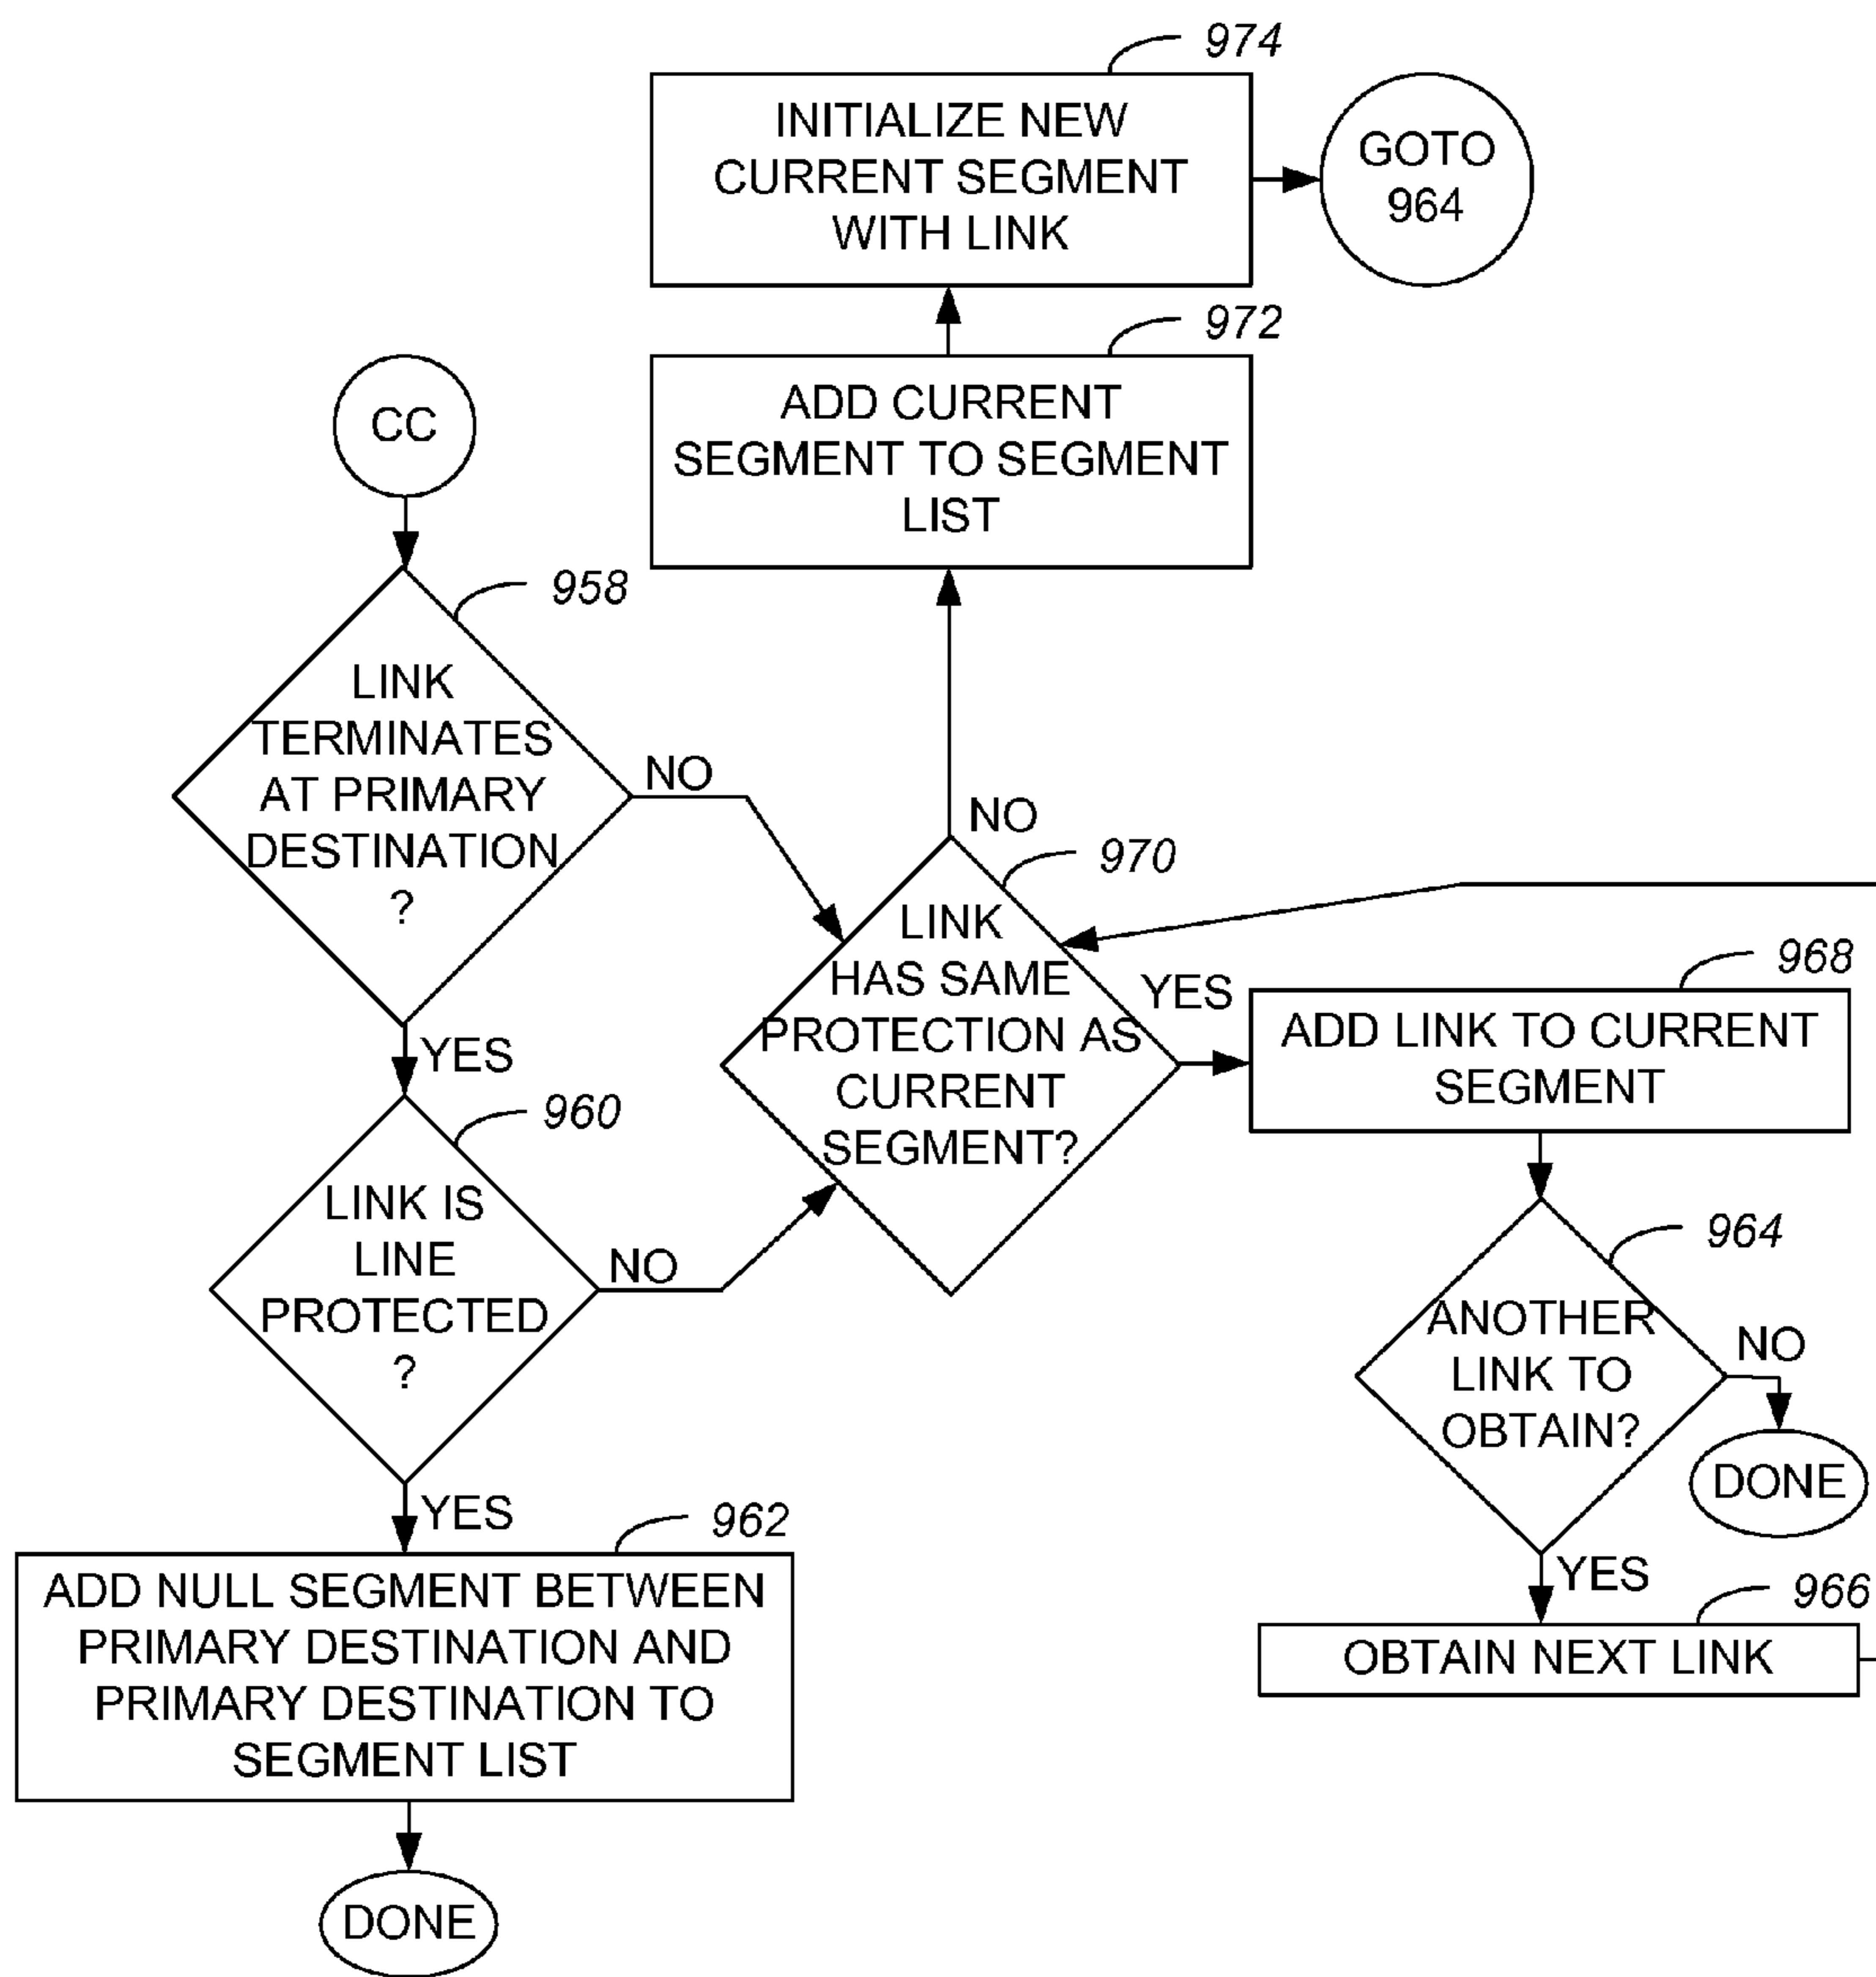 974
INITIALIZE NEW
CURRENT SEGMENT
WITH LINK
GOTO
964
972
ADD CURRENT
SEGMENT TO SEGMENT
LIST
CC
958
LINK
TERMINATES
AT PRIMARY
DESTINATION
?
NO
YES
NO
970
LINK
HAS SAME
PROTECTION AS
CURRENT
SEGMENT?
YES
968
ADD LINK TO CURRENT
SEGMENT
960
LINK IS
LINE
PROTECTED
?
NO
YES
964
ANOTHER
LINK TO
OBTAIN?
NO
DONE
YES
966
OBTAIN NEXT LINK
962
ADD NULL SEGMENT BETWEEN
PRIMARY DESTINATION AND
PRIMARY DESTINATION TO
SEGMENT LIST
DONE